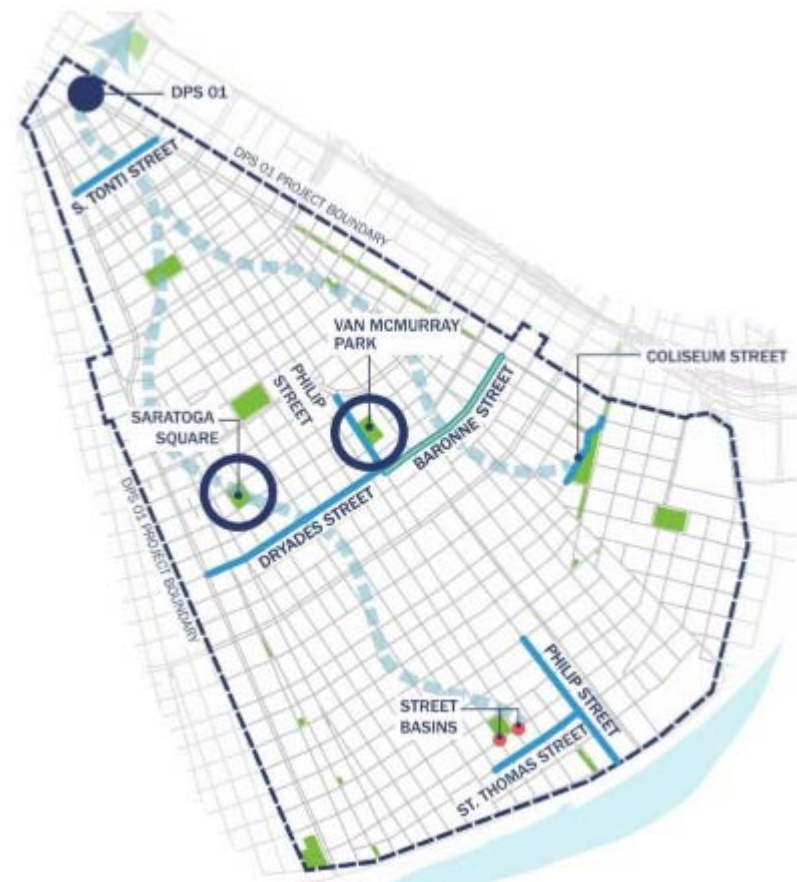 DPS 01
S. TONTI STREET
DPS 01 PROJECT BOUNDARY
VAN MCMURRAY
PARK
COLISEUM STREET
PHILIP
STREET
BARONNE STREET
SARATOGA
SQUARE
DPS 01 PROJECT BOUNDARY
DRYADES STREET
PHILIP STREET
STREET
BASINS
ST. THOMAS STREET